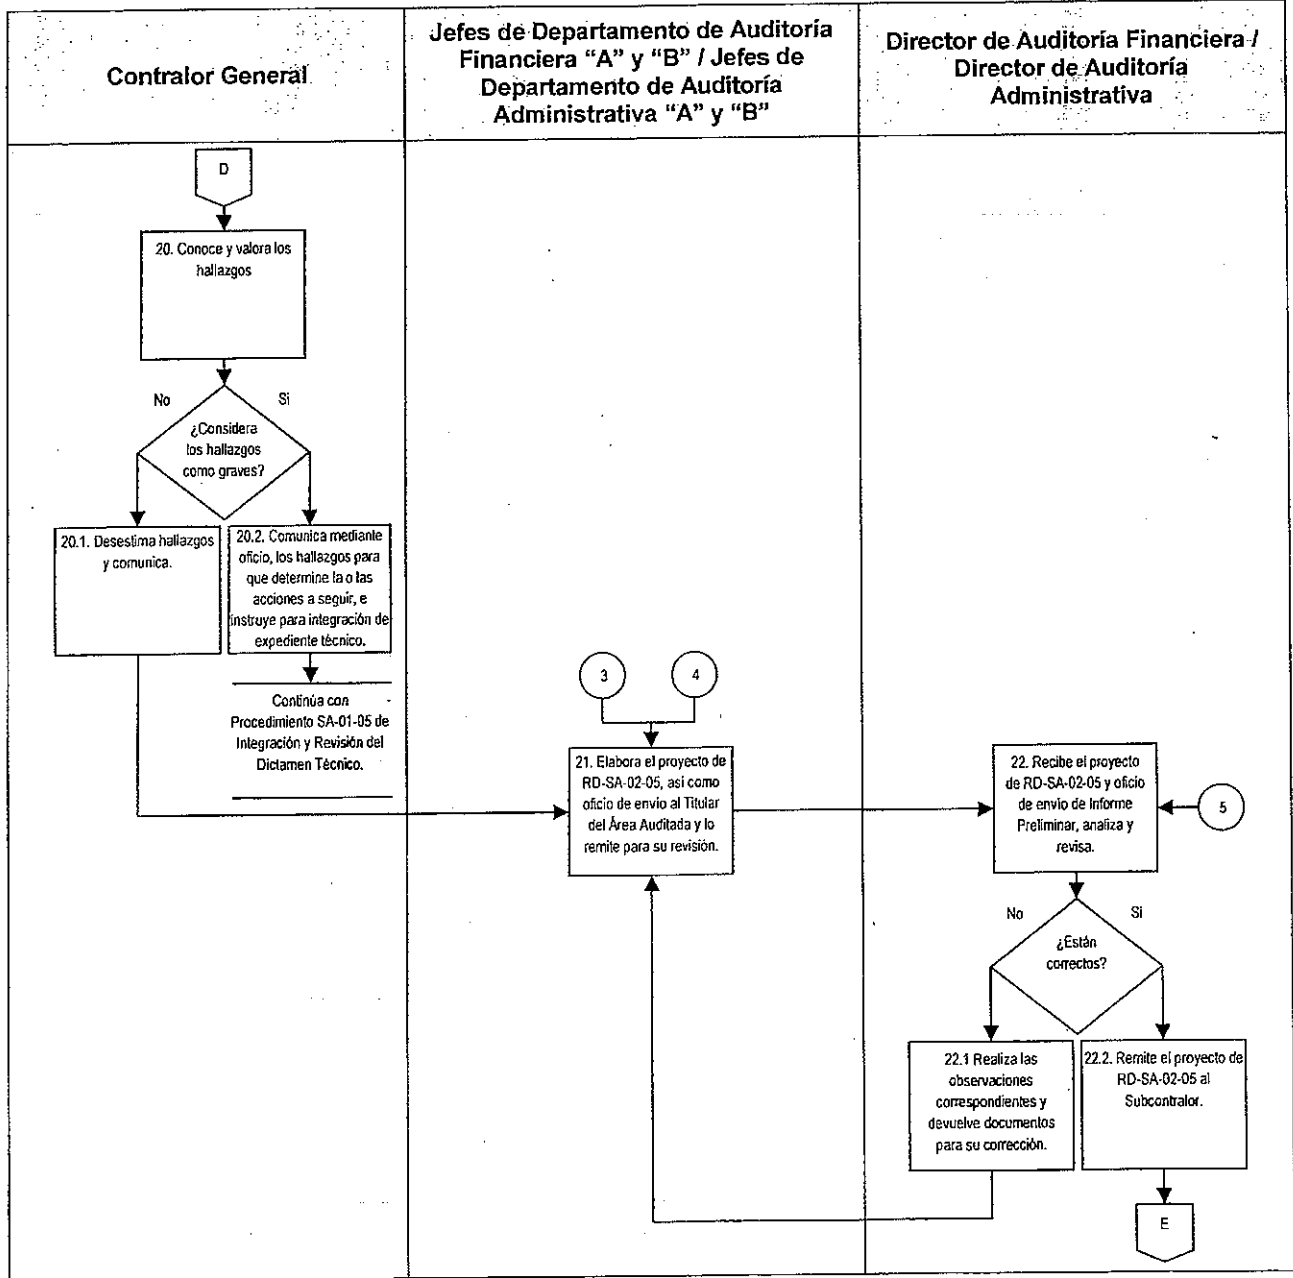 Contralor General
Jefes de Departamento de Auditoría
Financiera “A” y “B” / Jefes de
Departamento de Auditoría
Administrativa “A” y “B”
Director de Auditoría Financiera /
Director de Auditoría
Administrativa
D
20. Conoce y valora los
hallazgos
No
Si
¿Considera
los hallazgos
como graves?
20.1. Desestima hallazgos
y comunica.
20.2. Comunica mediante
oficio, los hallazgos para
que determine la o las
acciones a seguir, e
instruye para integración de
expediente técnico.
Continúa con
Procedimiento SA-01-05 de
Integración y Revisión del
Dictamen Técnico.
3
4
21. Elabora el proyecto de
RD-SA-02-05, asi como
oficio de envio al Titular
del Área Auditada y lo
remite para su revisión.
22. Recibe el proyecto
de RD-SA-02-05 y oficio
de envio de Informe
Preliminar, analiza y
revisa.
5
No
Si
¿Están
correctos?
22.1 Realiza las
observaciones
correspondientes y
devuelve documentos
para su corrección.
22.2. Remite el proyecto de
RD-SA-02-05 al
Subcontralor.
E